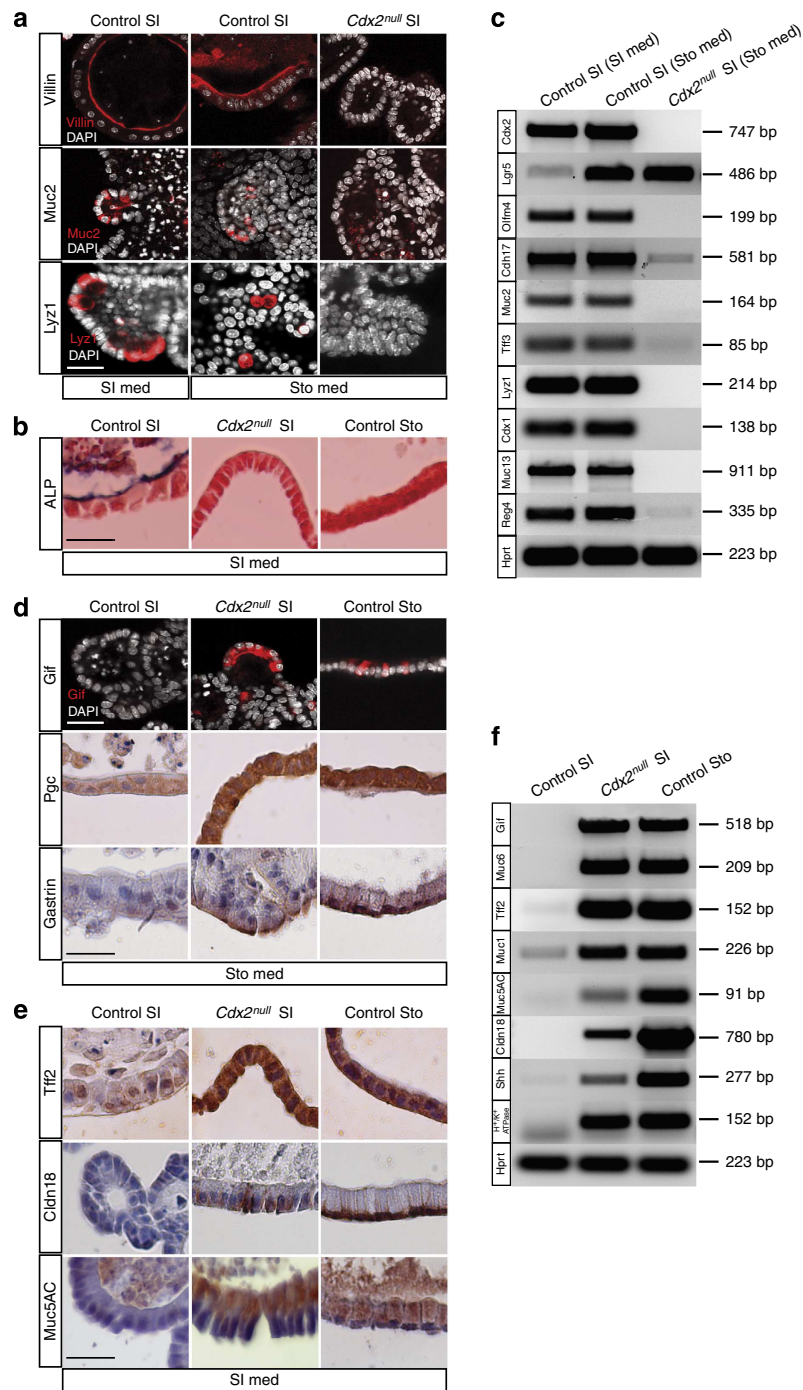 a
Control SI
Control SI
Cdx2null SI
Villin
Villin
DAPI
Muc2
Muc2
DAPI
Lyz1
Lyz1
DAPI
SI med
Sto med
b
Control SI
Cdx2null SI
Control Sto
ALP
SI med
c
Control SI (SI med)
Control SI (Sto med)
Cdx2null SI (Sto med)
Cdx2
747 bp
Lgr5
486 bp
Olfm4
199 bp
Cdh17
581 bp
Muc2
164 bp
Tff3
85 bp
Lyz1
214 bp
Cdx1
138 bp
Muc13
911 bp
Reg4
335 bp
Hprt
223 bp
d
Control SI
Cdx2null SI
Control Sto
Gif
Gif
DAPI
Pgc
Gastrin
Sto med
e
Control SI
Cdx2null SI
Control Sto
Tff2
Cldn18
Muc5AC
SI med
f
Control SI
Cdx2null SI
Control Sto
Gif
518 bp
Muc6
209 bp
Tff2
152 bp
Muc1
226 bp
Muc5AC
91 bp
Cldn18
780 bp
Shh
277 bp
H+/K+
ATPase
152 bp
Hprt
223 bp